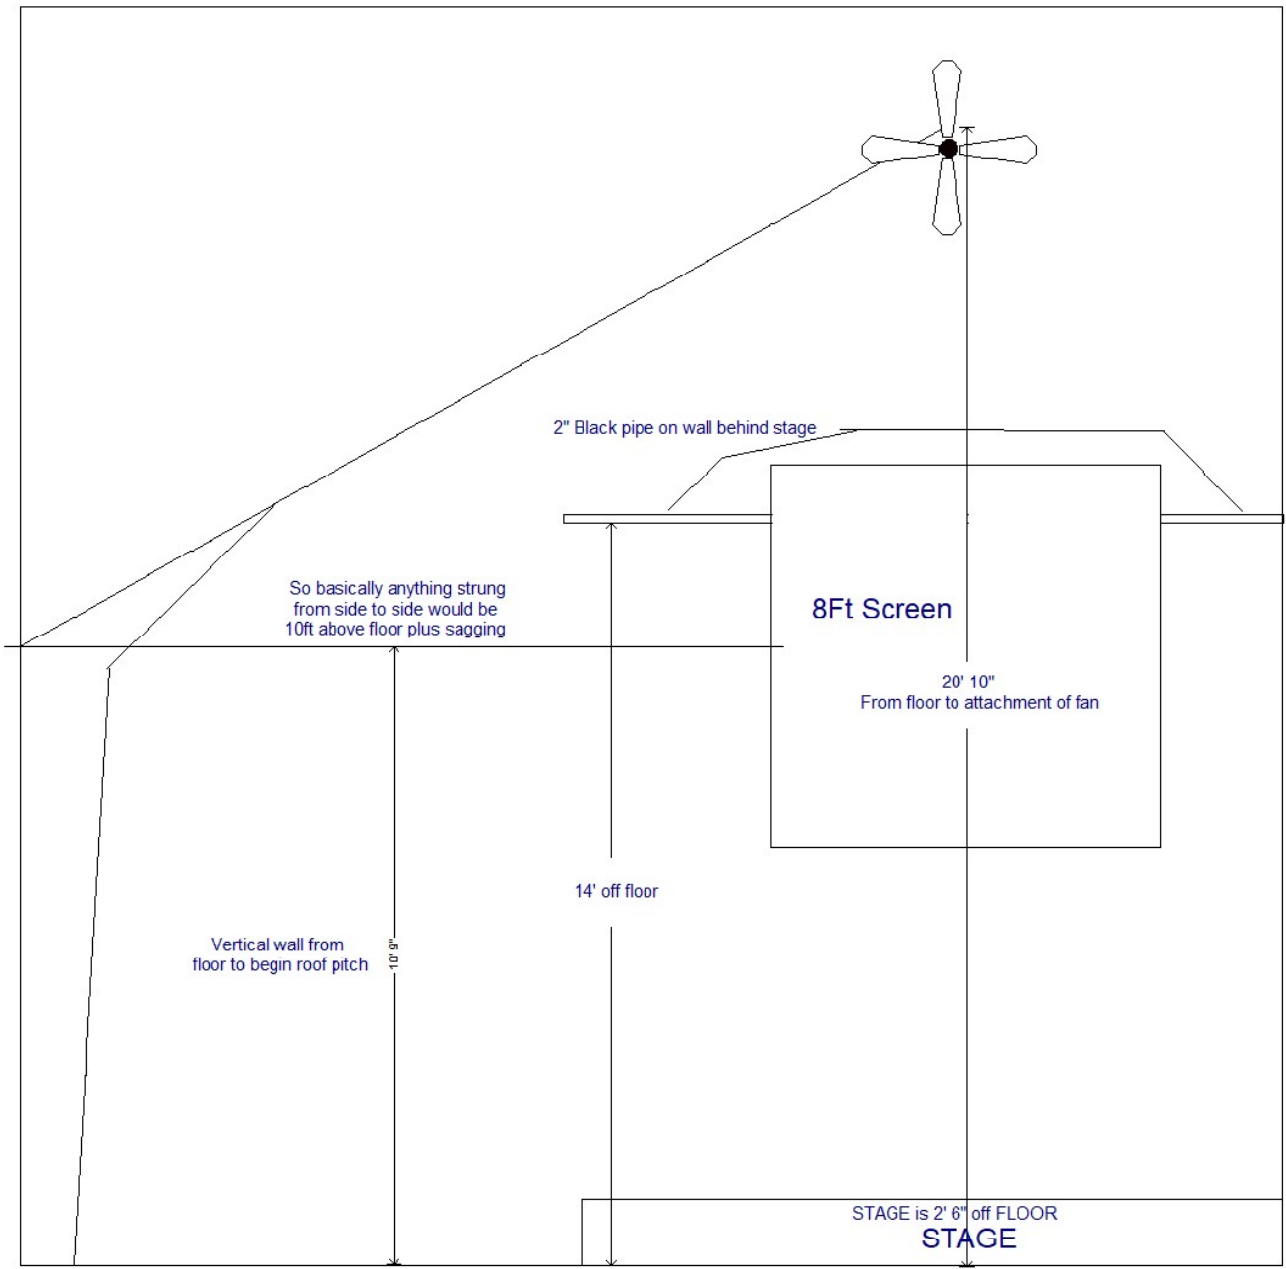 2" Black pipe on wall behind stage
So basically anything strung
from side to side would be
10ft above floor plus sagging
8Ft Screen
20' 10"
From floor to attachment of fan
14' off floor
Vertical wall from
floor to begin roof pitch
10' 9"
STAGE is 2' 6" off FLOOR
STAGE